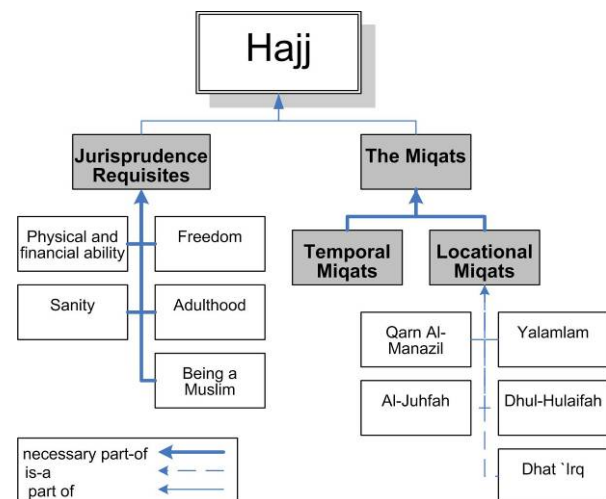 Hajj
Jurisprudence
Requisites
The Miqats
Physical and
financial ability
Freedom
Sanity
Adulthood
Being a
Muslim
Temporal
Miqats
Locational
Miqats
Qarn Al-
Manazil
Yalamlam
Al-Juhfah
Dhul-Hulaifah
Dhat `Irq
necessary part-of
is-a
part of